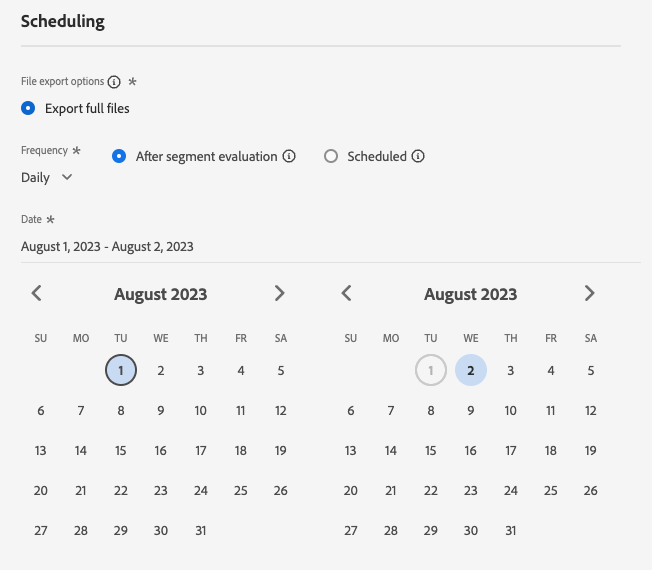 Scheduling
File export options *
Export full files
Frequency *
After segment evaluation
Scheduled
Daily
Date *
August 1, 2023 - August 2, 2023
August 2023
SU MO TU WE TH FR SA
1 2 3 4 5
6 7 8 9 10 11 12
13 14 15 16 17 18 19
20 21 22 23 24 25 26
27 28 29 30 31
August 2023
SU MO TU WE TH FR SA
1 2 3 4 5
6 7 8 9 10 11 12
13 14 15 16 17 18 19
20 21 22 23 24 25 26
27 28 29 30 31